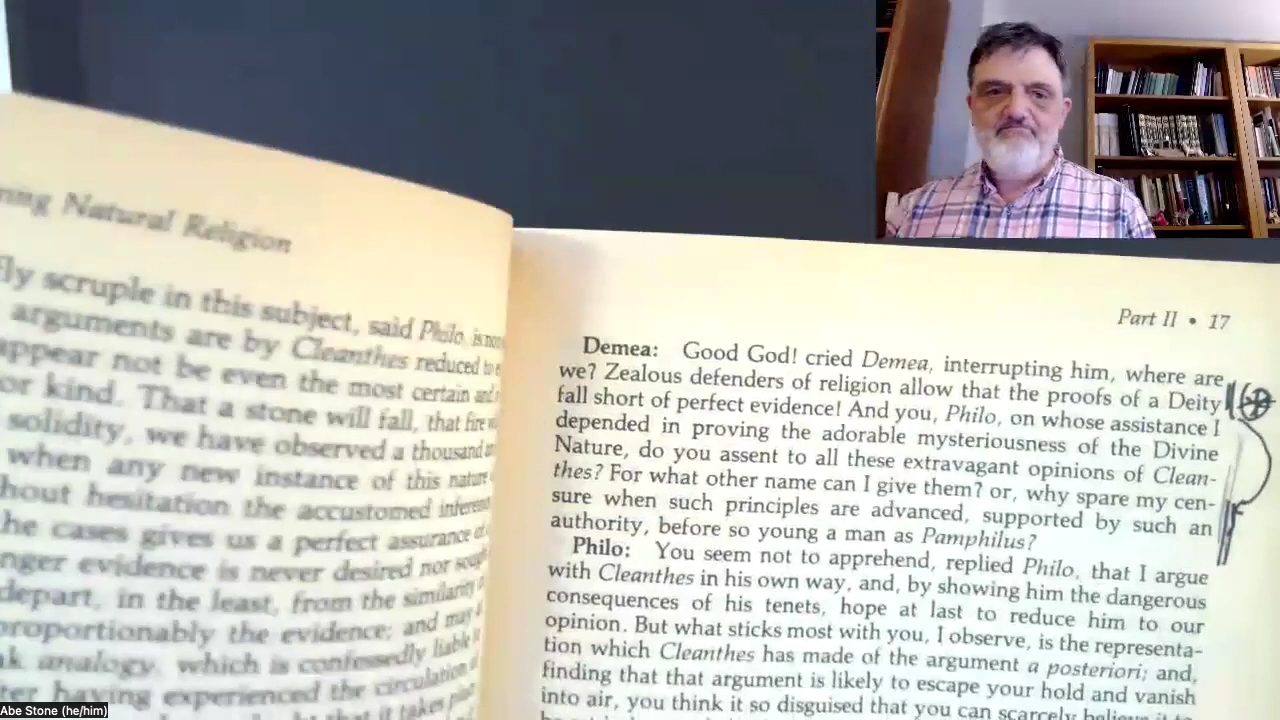 ning Natural Religion
fly scruple in this subject, said Philo, is not
arguments are by Cleanthes reduced to
appear not be even the most certain and
or kind. That a stone will fall, that fire
solidity, we have observed a thousand
when any new instance of this nature
hout hesitation the accustomed inference
he cases gives us a perfect assurance of
nger evidence is never desired nor sough
depart, in the least, from the similarity
proportionably the evidence; and may
ak analogy, which is confessedly liable
ter having experienced the circulation
that it takes place
Part II • 17
Demea: Good God! cried Demea, interrupting him, where are
we? Zealous defenders of religion allow that the proofs of a Deity
fall short of perfect evidence! And you, Philo, on whose assistance I
depended in proving the adorable mysteriousness of the Divine
Nature, do you assent to all these extravagant opinions of Clean-
thes? For what other name can I give them? or, why spare my cen-
sure when such principles are advanced, supported by such an
authority, before so young a man as Pamphilus?
Philo: You seem not to apprehend, replied Philo, that I argue
with Cleanthes in his own way, and, by showing him the dangerous
consequences of his tenets, hope at last to reduce him to our
opinion. But what sticks most with you, I observe, is the representa-
tion which Cleanthes has made of the argument a posteriori; and,
finding that that argument is likely to escape your hold and vanish
into air, you think it so disguised that you can scarcely believe it
Abe Stone (he/him)